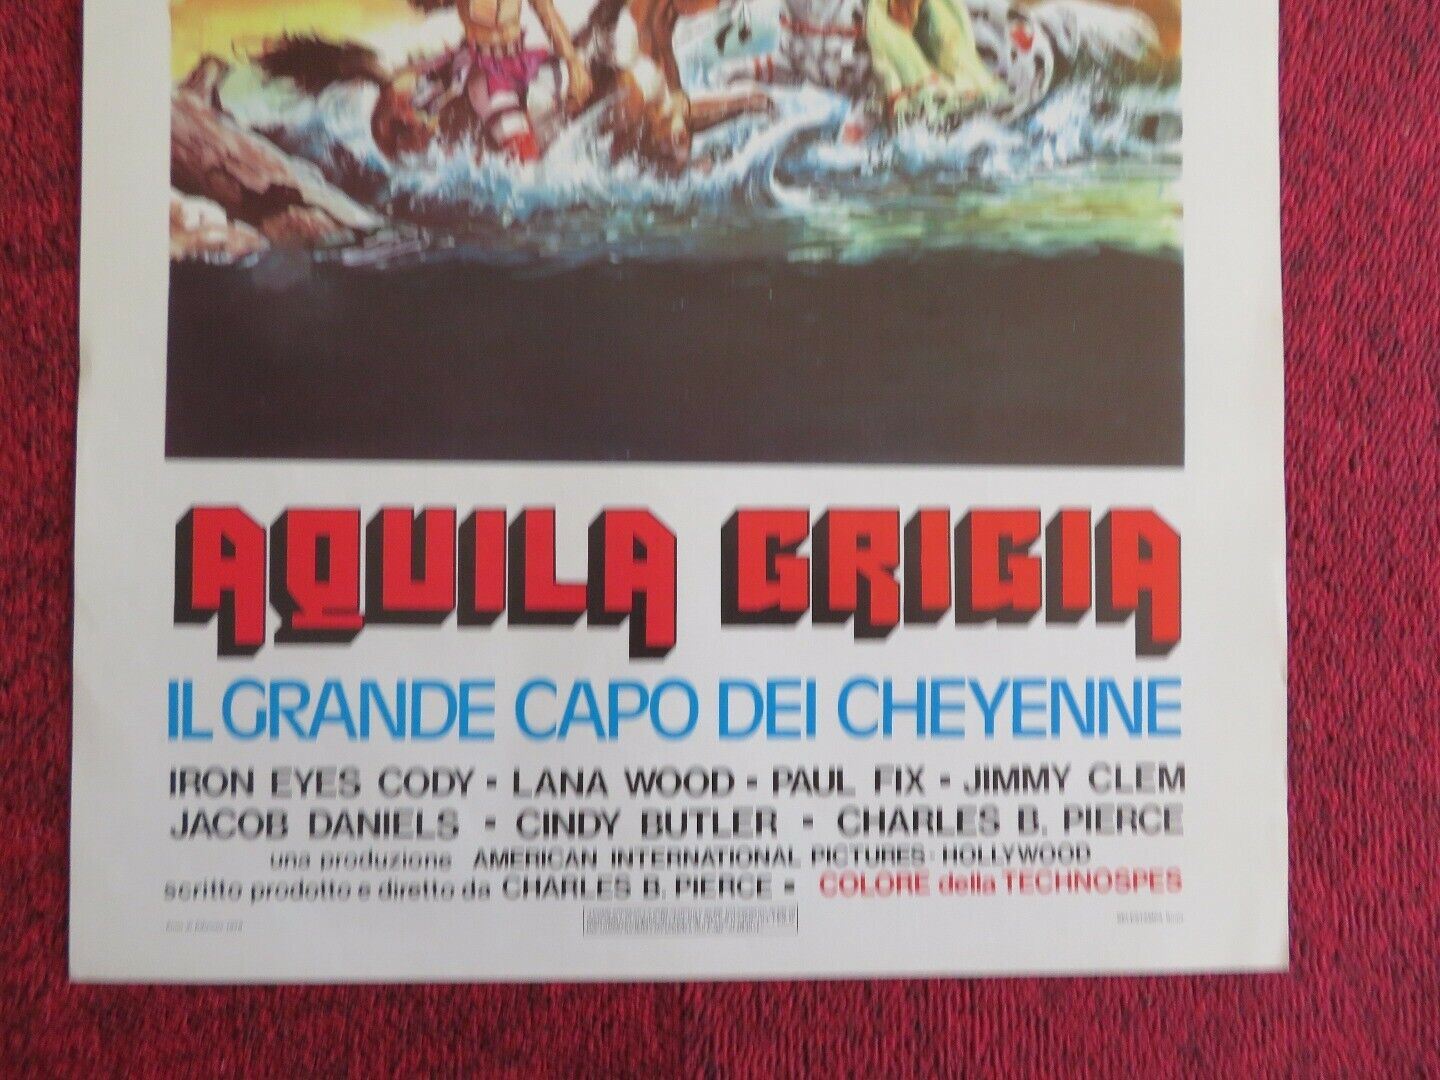 AQUILA GRIGIA
IL GRANDE CAPO DEI CHEYENNE
IRON EYES CODY - LANA WOOD - PAUL FIX - JIMMY CLEM
JACOB DANIELS - CINDY BUTLER - CHARLES B. PIERCE
una produzione AMERICAN INTERNATIONAL PICTURES: HOLLYWOOD
scritto prodotto e diretto da CHARLES B. PIERCE - COLORE della TECHNOSPES